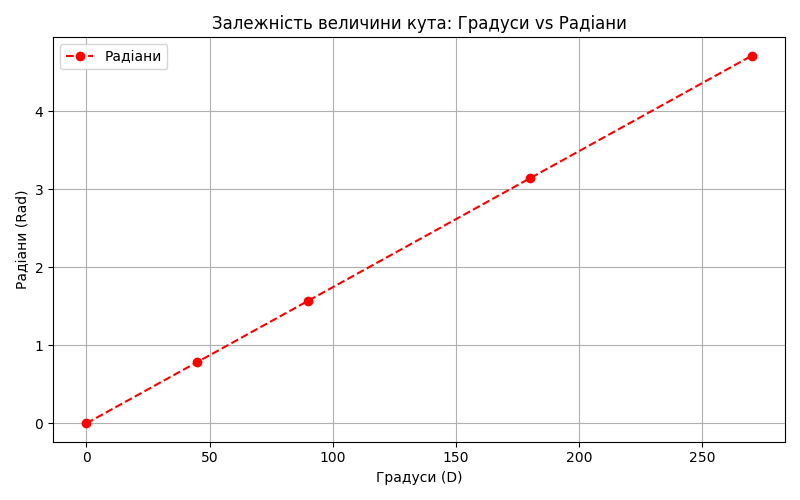 Залежність величини кута: Градуси vs Радіани
Радіани
4
3
2
1
0
Радіани (Rad)
0 50 100 150 200 250
Градуси (D)